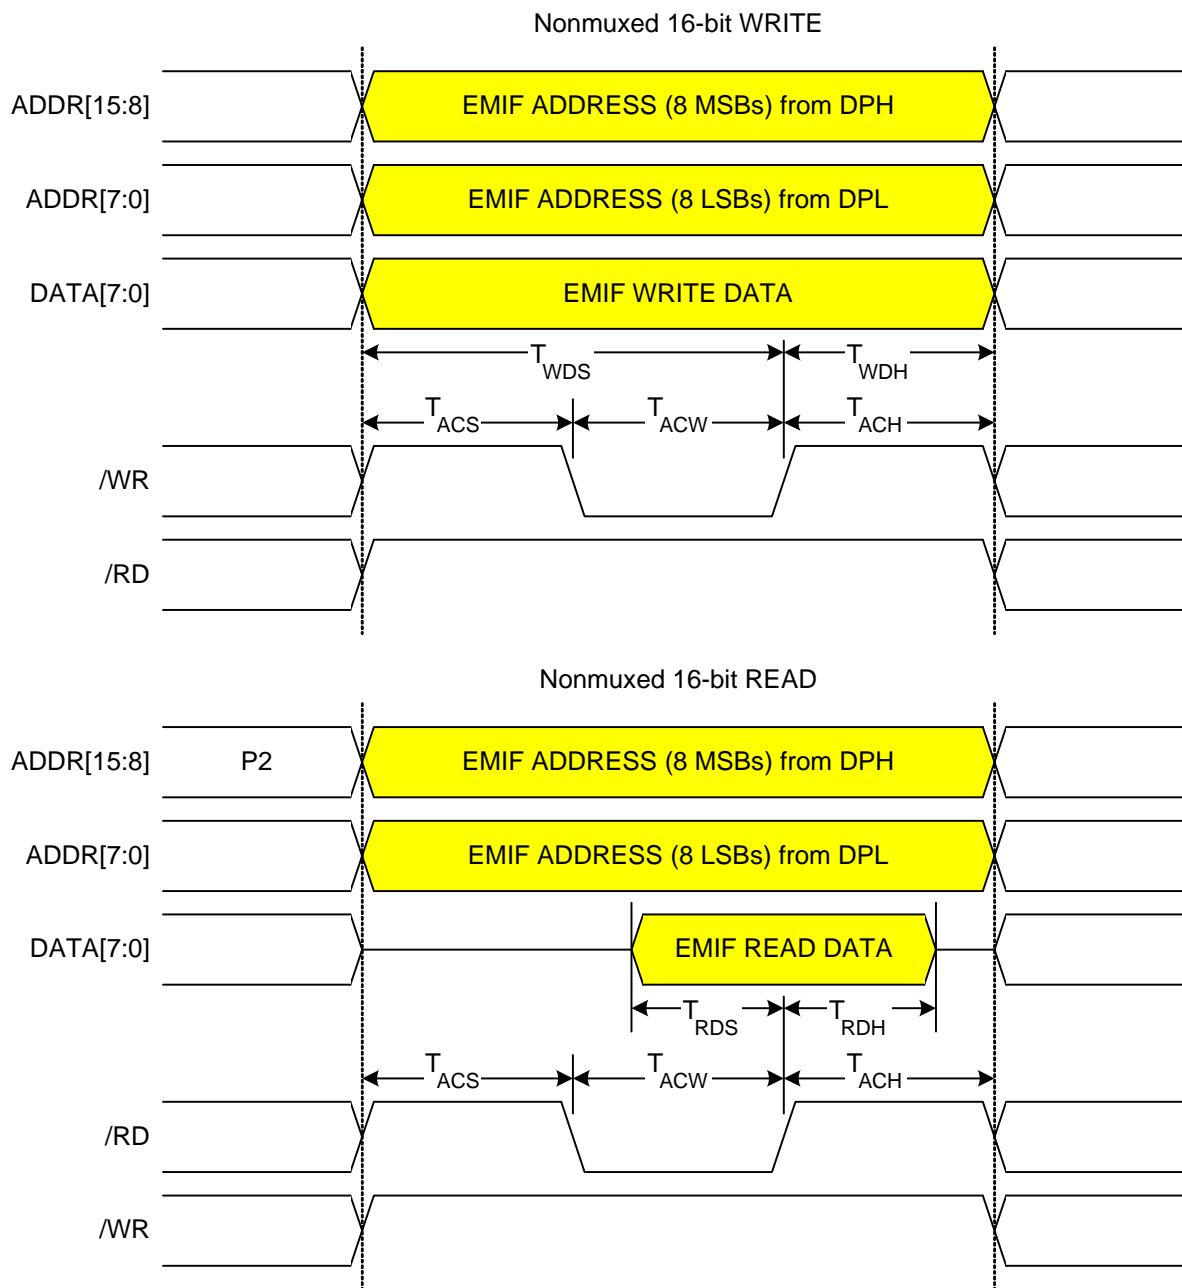 Nonmuxed 16-bit WRITE
ADDR[15:8] EMIF ADDRESS (8 MSBs) from DPH
ADDR[7:0] EMIF ADDRESS (8 LSBs) from DPL
DATA[7:0] EMIF WRITE DATA
TWDS TWDH
TACS TACW TACH
/WR
/RD
Nonmuxed 16-bit READ
ADDR[15:8] P2 EMIF ADDRESS (8 MSBs) from DPH
ADDR[7:0] EMIF ADDRESS (8 LSBs) from DPL
DATA[7:0] EMIF READ DATA
TRDS TRDH
TACS TACW TACH
/RD
/WR